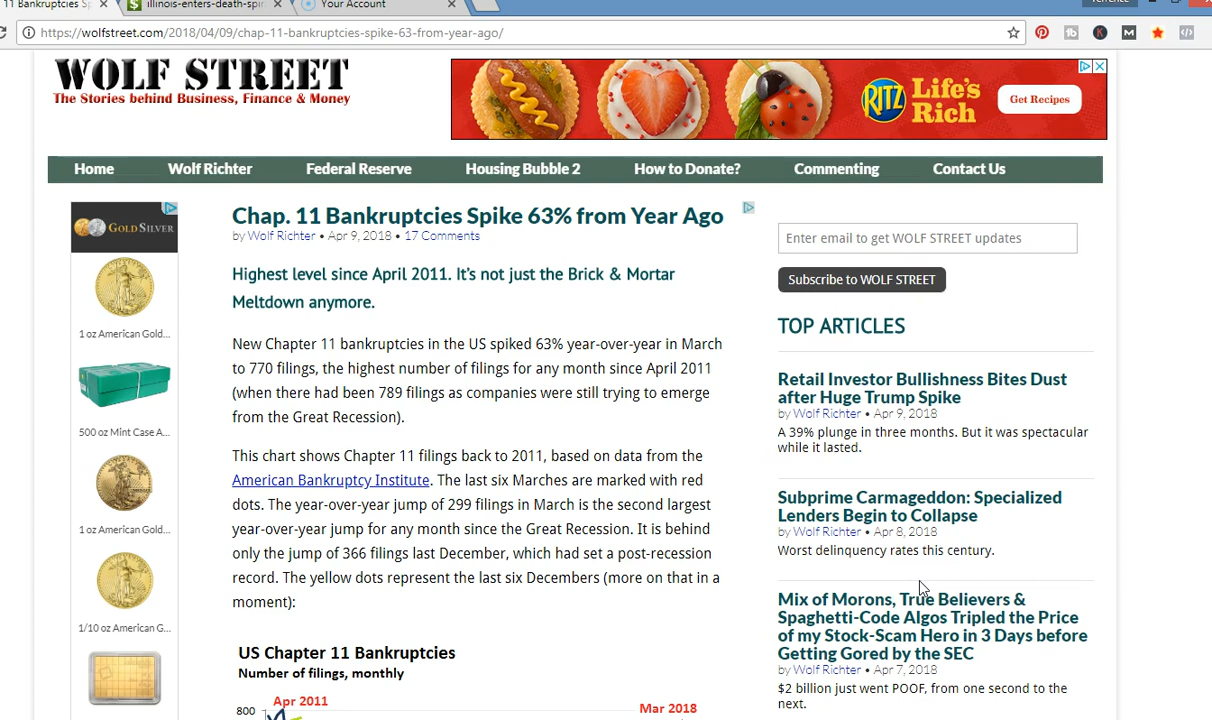 11 Bankruptcies
illinois-enters-death-spir
Your Account
https://wolfstreet.com/2018/04/09/chap-11-bankruptcies-spike-63-from-year-ago/
WOLF STREET
The Stories behind Business, Finance & Money
RITZ Life's Rich
Get Recipes
Home Wolf Richter Federal Reserve Housing Bubble 2 How to Donate? Commenting Contact Us
GOLDSILVER
1 oz American Gold...
500 oz Mint Case A...
1 oz American Gold...
1/10 oz American G...
Chap. 11 Bankruptcies Spike 63% from Year Ago
by Wolf Richter • Apr 9, 2018 • 17 Comments
Highest level since April 2011. It's not just the Brick & Mortar
Meltdown anymore.
New Chapter 11 bankruptcies in the US spiked 63% year-over-year in March
to 770 filings, the highest number of filings for any month since April 2011
(when there had been 789 filings as companies were still trying to emerge
from the Great Recession).
This chart shows Chapter 11 filings back to 2011, based on data from the
American Bankruptcy Institute. The last six Marches are marked with red
dots. The year-over-year jump of 299 filings in March is the second largest
year-over-year jump for any month since the Great Recession. It is behind
only the jump of 366 filings last December, which had set a post-recession
record. The yellow dots represent the last six Decembers (more on that in a
moment):
US Chapter 11 Bankruptcies
Number of filings, monthly
Apr 2011
Mar 2018
800
Enter email to get WOLF STREET updates
Subscribe to WOLF STREET
TOP ARTICLES
Retail Investor Bullishness Bites Dust
after Huge Trump Spike
by Wolf Richter • Apr 9, 2018
A 39% plunge in three months. But it was spectacular
while it lasted.
Subprime Carmageddon: Specialized
Lenders Begin to Collapse
by Wolf Richter • Apr 8, 2018
Worst delinquency rates this century.
Mix of Morons, True Believers &
Spaghetti-Code Algos Tripled the Price
of my Stock-Scam Hero in 3 Days before
Getting Gored by the SEC
by Wolf Richter • Apr 7, 2018
$2 billion just went POOF, from one second to the
next.